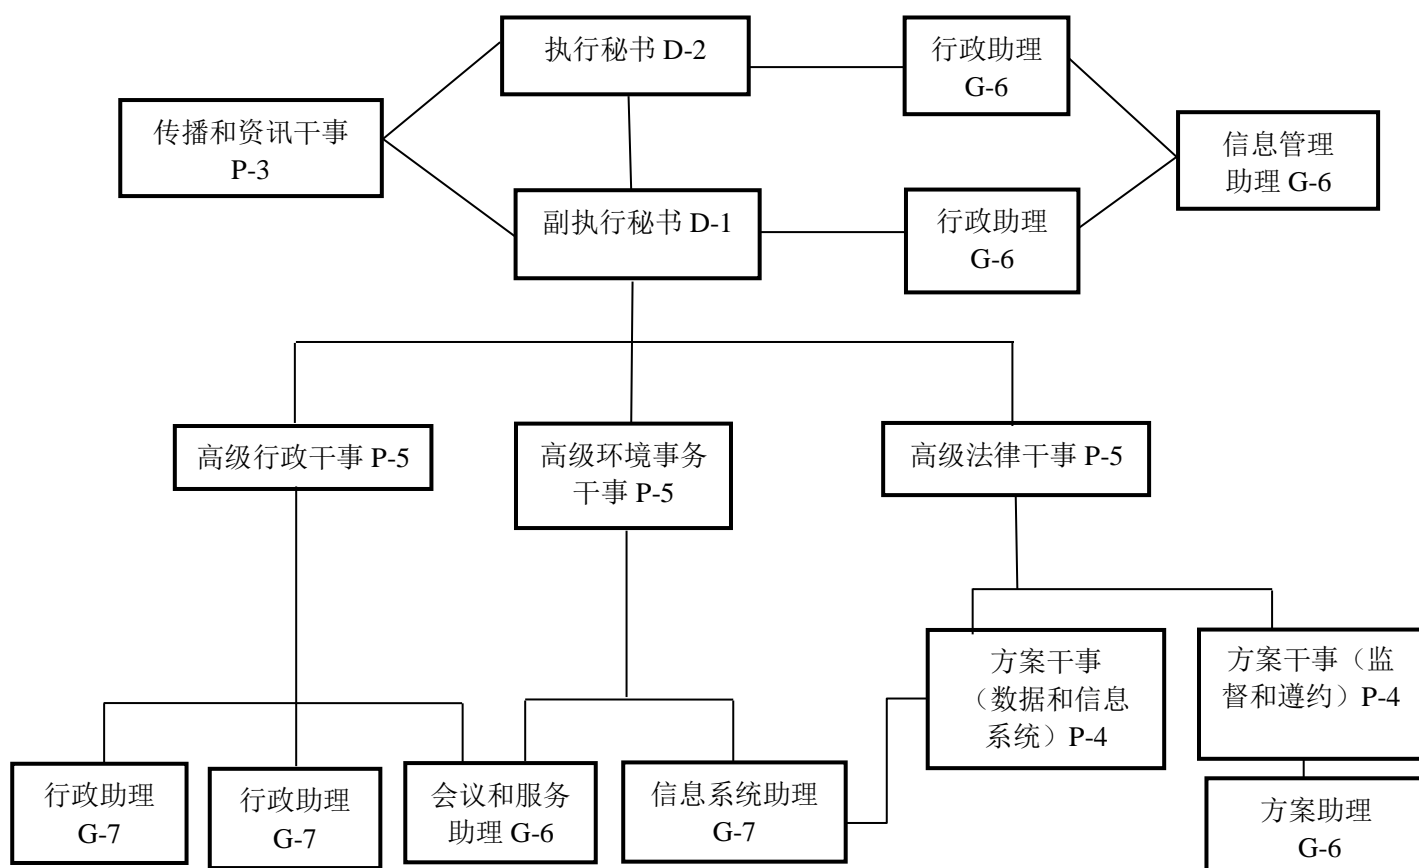 执行秘书 D-2
行政助理
G-6
传播和资讯干事
P-3
信息管理
助理 G-6
副执行秘书 D-1
行政助理
G-6
高级行政干事 P-5
高级环境事务
干事 P-5
高级法律干事 P-5
方案干事
（数据和信息
系统）P-4
方案干事（监
督和遵约）P-4
行政助理
G-7
行政助理
G-7
会议和服务
助理 G-6
信息系统助理
G-7
方案助理
G-6